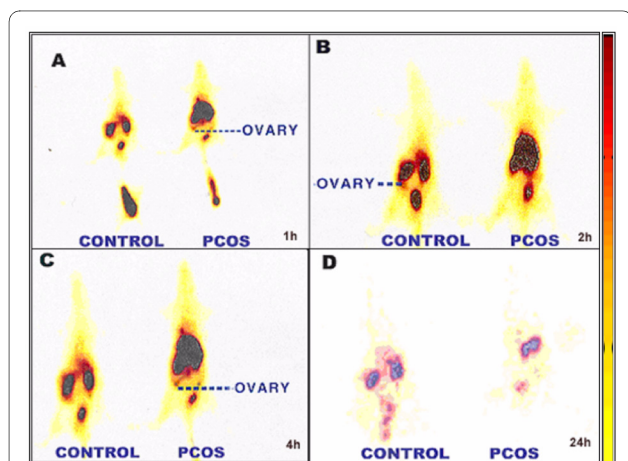 A
OVARY
CONTROL PCOS 1h
B
OVARY
CONTROL PCOS 2h
C
OVARY
CONTROL PCOS 4h
D
CONTROL PCOS 24h